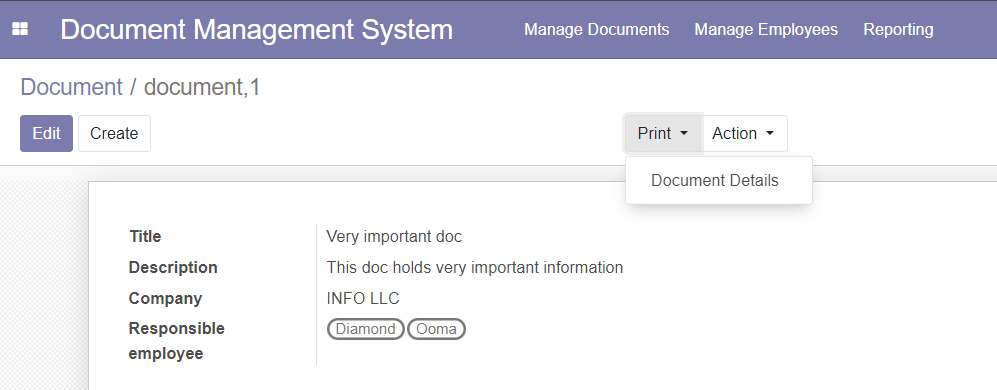 Document Management System Manage Documents Manage Employees Reporting
Document / document,1
Edit Create Print Action
Document Details
Title Very important doc
Description This doc holds very important information
Company INFO LLC
Responsible employee Diamond Ooma